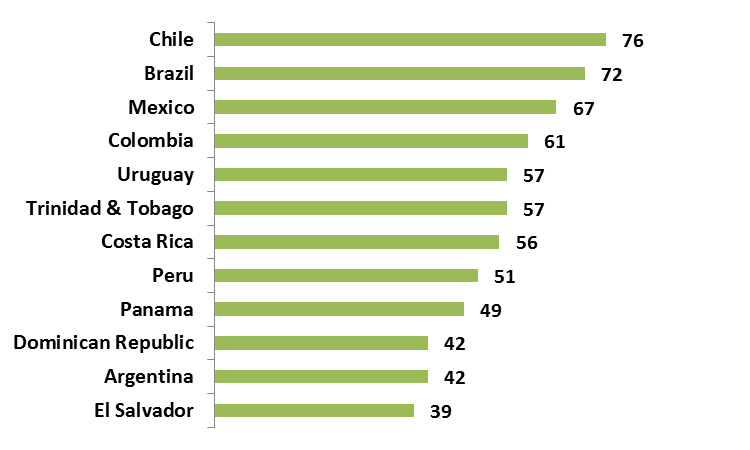 Chile 76
Brazil 72
Mexico 67
Colombia 61
Uruguay 57
Trinidad & Tobago 57
Costa Rica 56
Peru 51
Panama 49
Dominican Republic 42
Argentina 42
El Salvador 39